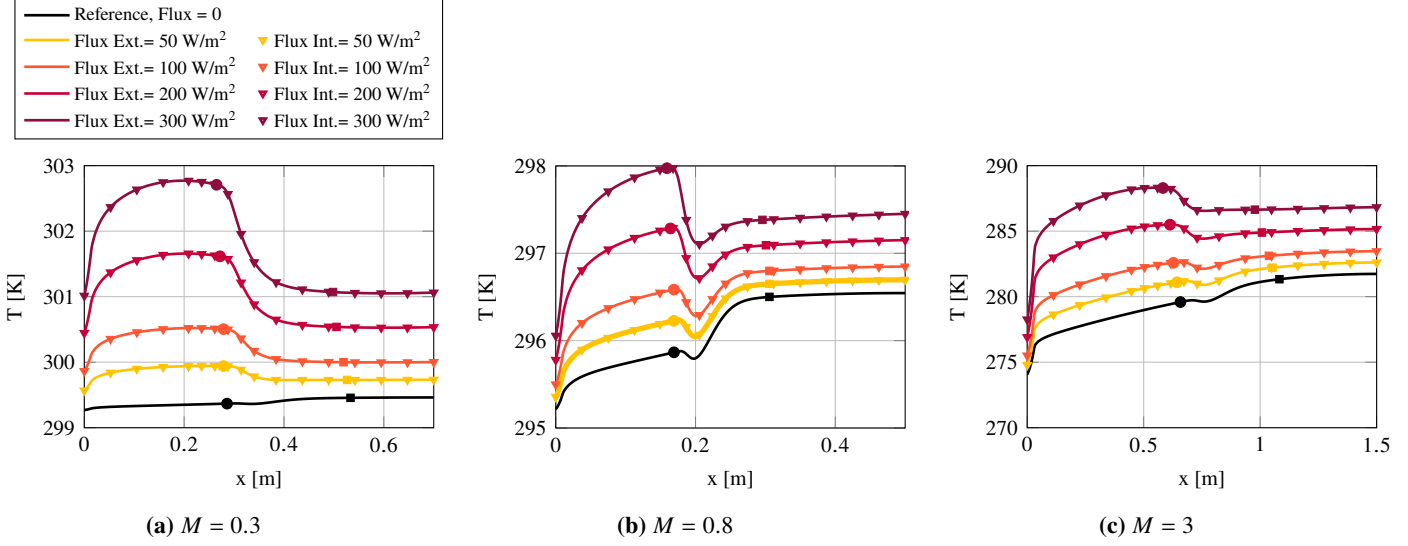 Reference, Flux = 0
Flux Ext.= 50 W/m² Flux Int.= 50 W/m²
Flux Ext.= 100 W/m² Flux Int.= 100 W/m²
Flux Ext.= 200 W/m² Flux Int.= 200 W/m²
Flux Ext.= 300 W/m² Flux Int.= 300 W/m²
303
302
301
300
299
T [K]
0 0.2 0.4 0.6
x [m]
(a) M = 0.3
298
297
296
295
T [K]
0 0.2 0.4
x [m]
(b) M = 0.8
290
285
280
275
270
T [K]
0 0.5 1 1.5
x [m]
(c) M = 3